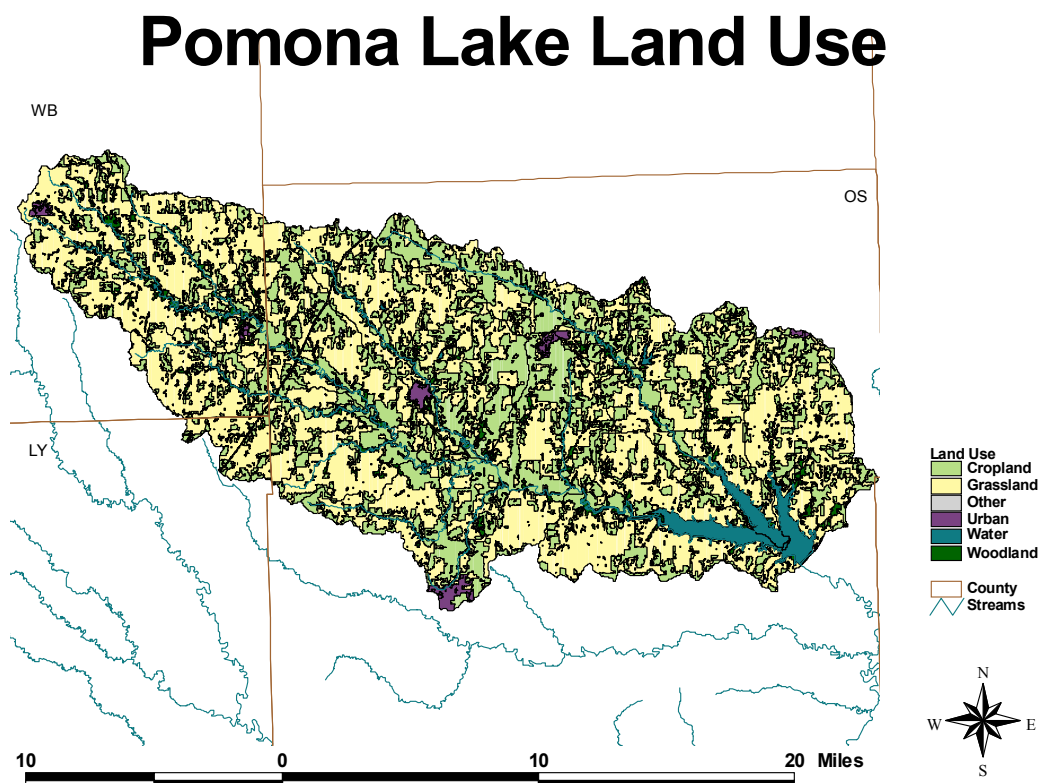 Pomona Lake Land Use
WB
OS
LY
Land Use
Cropland
Grassland
Other
Urban
Water
Woodland
County
Streams
N
W E
S
10 0 10 20 Miles